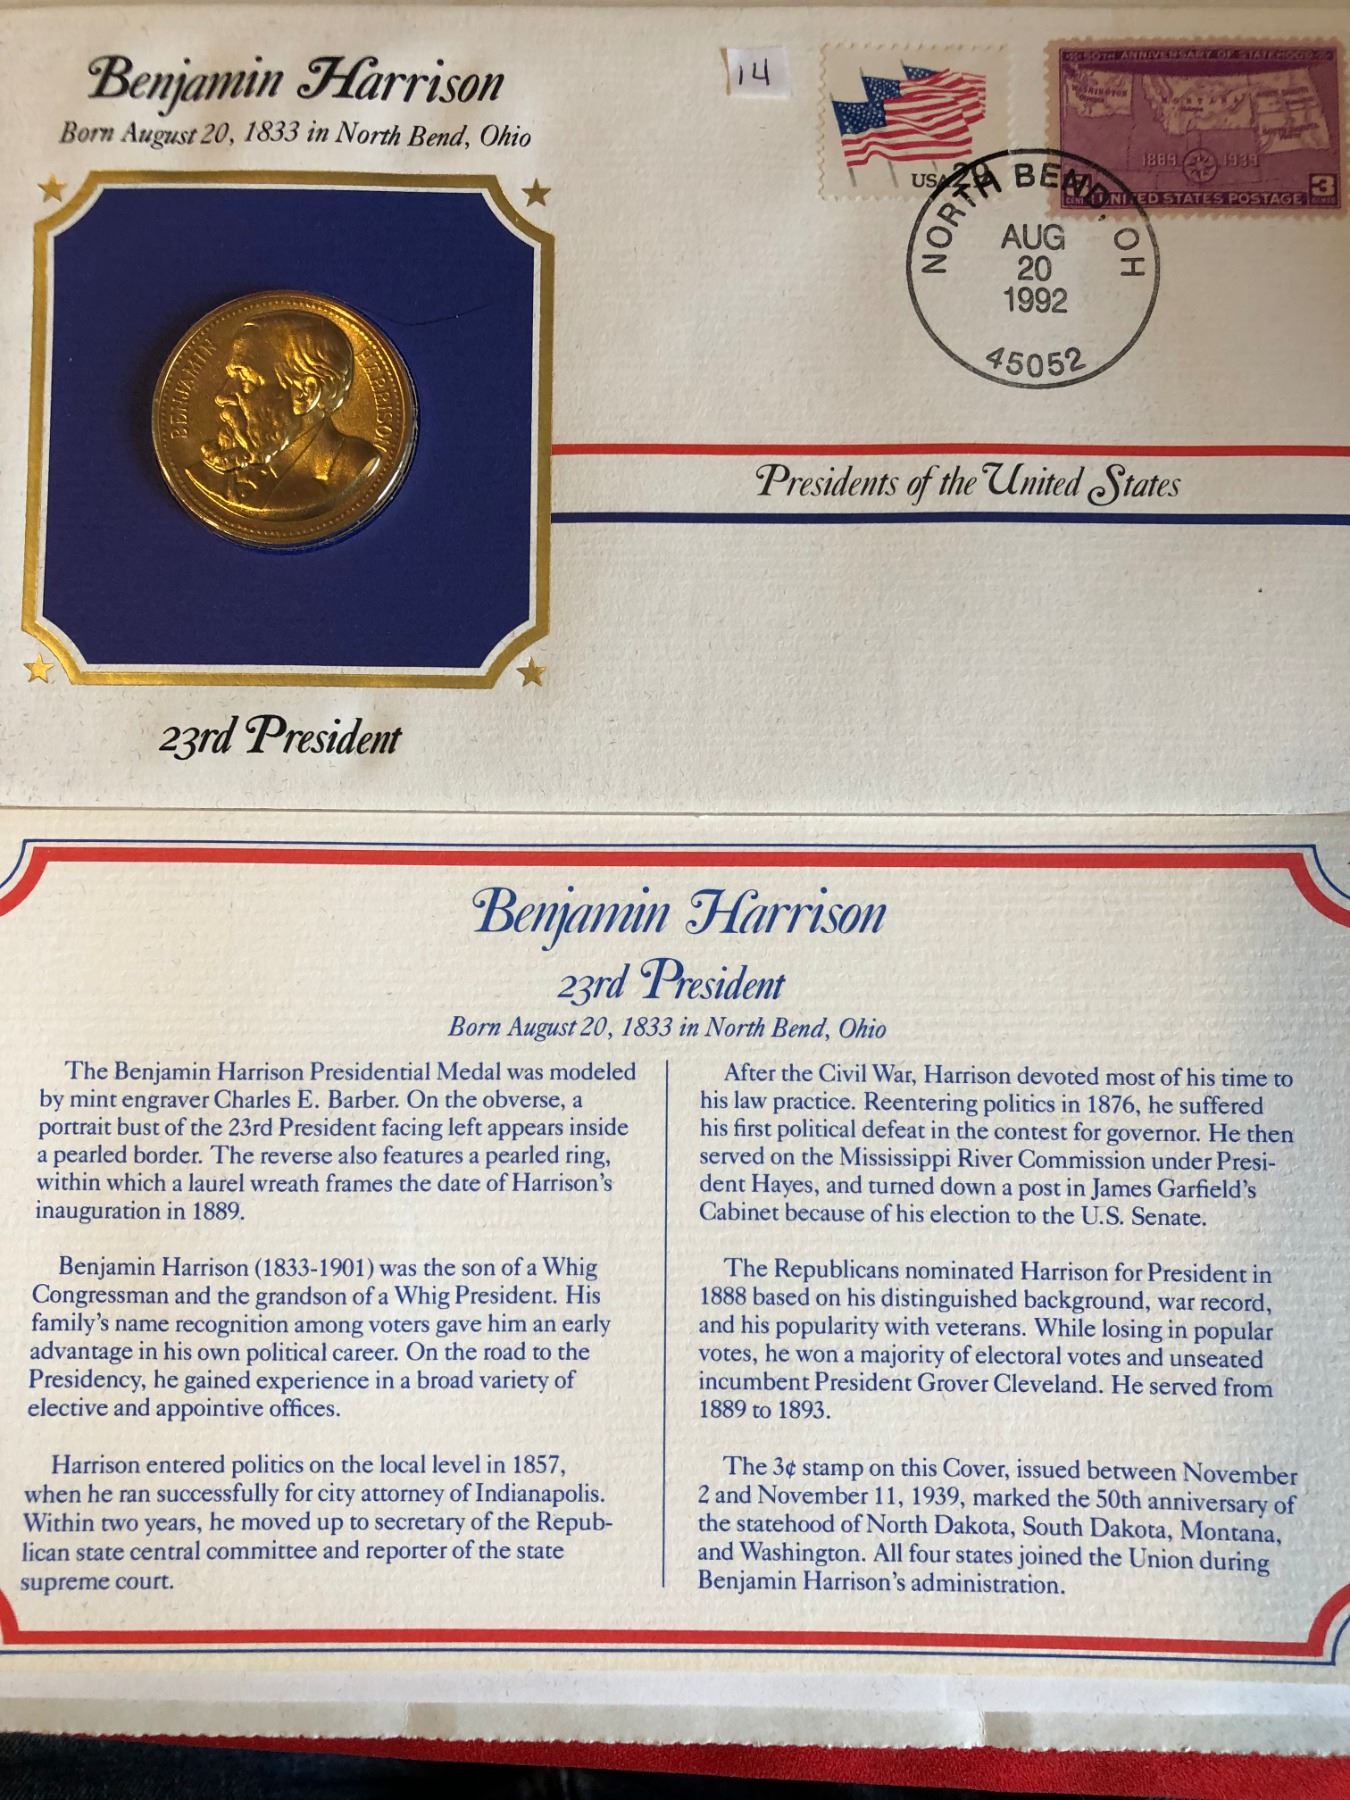 Benjamin Harrison
Born August 20, 1833 in North Bend, Ohio
14
USA 29
50TH ANNIVERSARY OF STATEHOOD
WASHINGTON
MONTANA
1889 1939
3 CENTS UNITED STATES POSTAGE 3 CENTS
NORTH BEND, OH
AUG
20
1992
45052
BENJAMIN HARRISON
Presidents of the United States
23rd President
Benjamin Harrison
23rd President
Born August 20, 1833 in North Bend, Ohio
The Benjamin Harrison Presidential Medal was modeled
by mint engraver Charles E. Barber. On the obverse, a
portrait bust of the 23rd President facing left appears inside
a pearled border. The reverse also features a pearled ring,
within which a laurel wreath frames the date of Harrison's
inauguration in 1889.
Benjamin Harrison (1833-1901) was the son of a Whig
Congressman and the grandson of a Whig President. His
family's name recognition among voters gave him an early
advantage in his own political career. On the road to the
Presidency, he gained experience in a broad variety of
elective and appointive offices.
Harrison entered politics on the local level in 1857,
when he ran successfully for city attorney of Indianapolis.
Within two years, he moved up to secretary of the Repub-
lican state central committee and reporter of the state
supreme court.
After the Civil War, Harrison devoted most of his time to
his law practice. Reentering politics in 1876, he suffered
his first political defeat in the contest for governor. He then
served on the Mississippi River Commission under Presi-
dent Hayes, and turned down a post in James Garfield's
Cabinet because of his election to the U.S. Senate.
The Republicans nominated Harrison for President in
1888 based on his distinguished background, war record,
and his popularity with veterans. While losing in popular
votes, he won a majority of electoral votes and unseated
incumbent President Grover Cleveland. He served from
1889 to 1893.
The 3¢ stamp on this Cover, issued between November
2 and November 11, 1939, marked the 50th anniversary of
the statehood of North Dakota, South Dakota, Montana,
and Washington. All four states joined the Union during
Benjamin Harrison's administration.